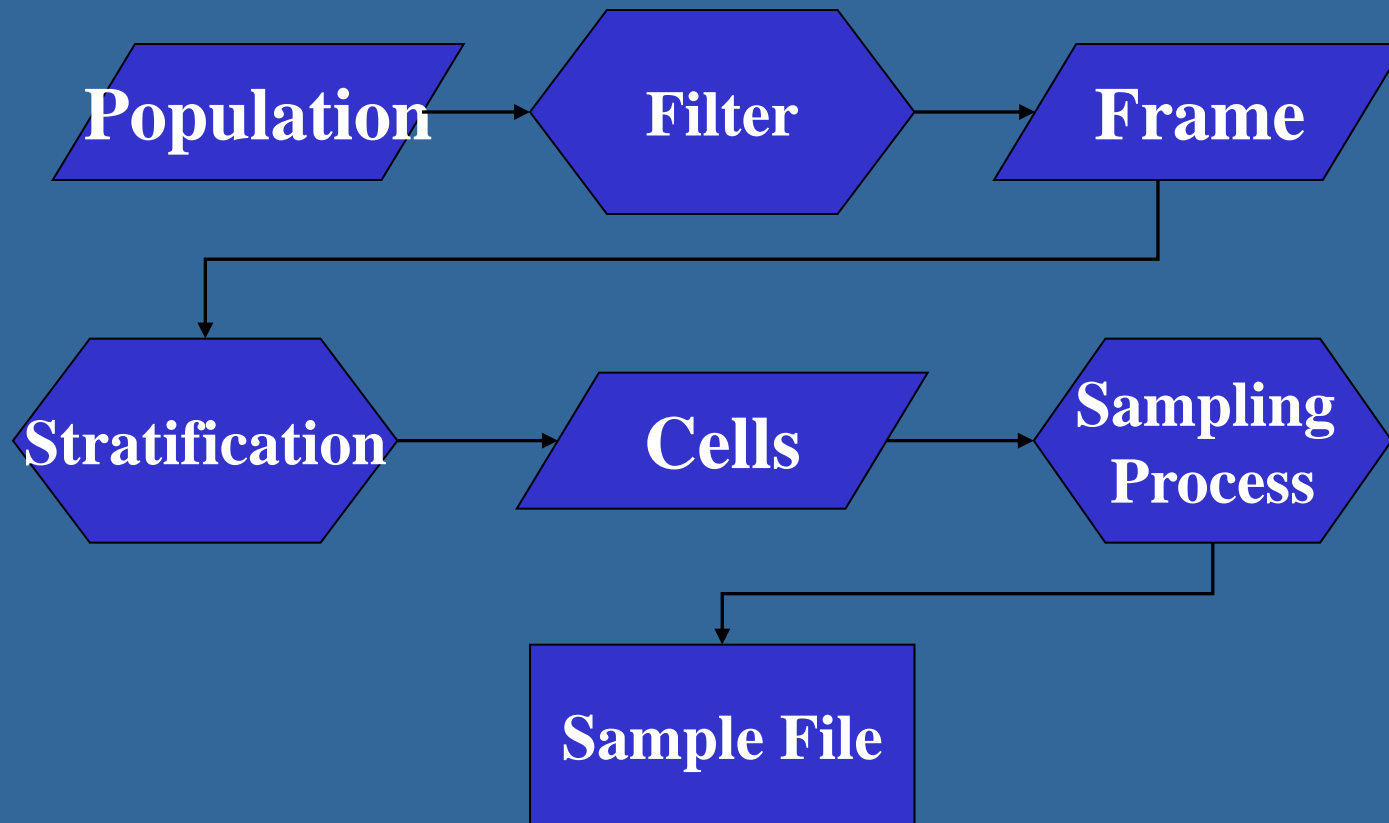 Population
Filter
Frame
Stratification
Cells
Sampling
Process
Sample File